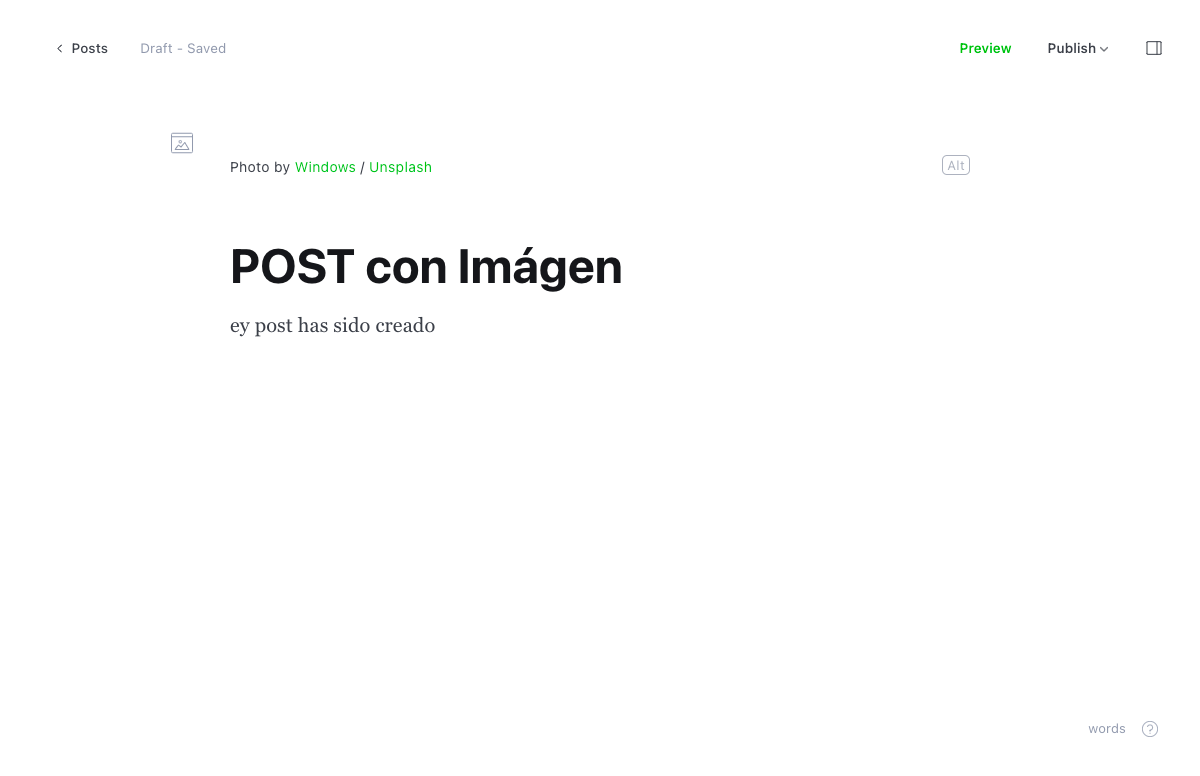 Posts
Draft - Saved
Preview
Publish
Photo by Windows / Unsplash
Alt
POST con Imágen
ey post has sido creado
words
?